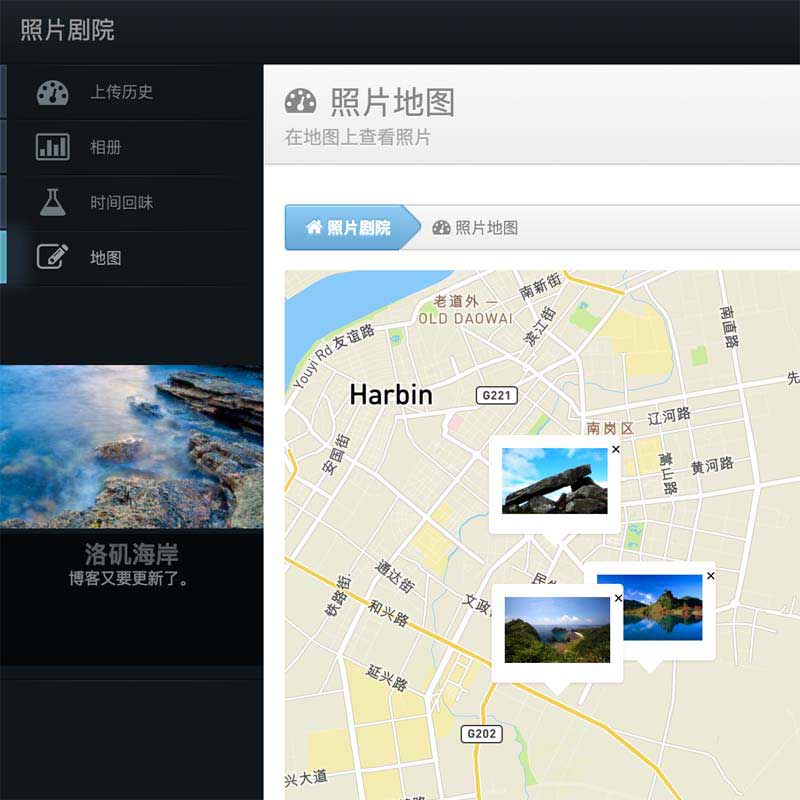 照片剧院
上传历史
相册
时间回味
地图
洛矶海岸
博客又要更新了。
照片地图
在地图上查看照片
照片剧院
照片地图
南新街
老道外 —
OLD DAOWAI
滨江街
南直路
Youyi Rd 友谊路
先
Harbin
G221
辽河路
南岗区
安国街
嵩山路
黄河路
通达街
民生
铁路街
文政
和兴路
延兴路
G202
兴大道